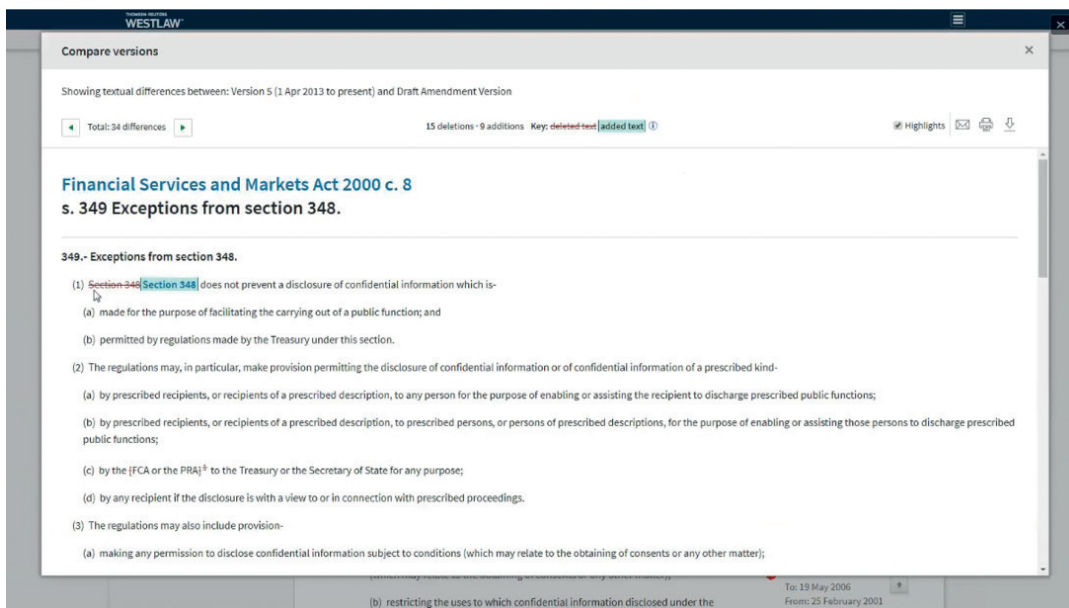 THOMSON REUTERS
WESTLAW
Compare versions
Showing textual differences between: Version 5 (1 Apr 2013 to present) and Draft Amendment Version
Total: 34 differences
15 deletions · 9 additions Key: deleted text added text
Highlights
Financial Services and Markets Act 2000 c. 8
s. 349 Exceptions from section 348.
349.- Exceptions from section 348.
(1) Section 348 Section 348 does not prevent a disclosure of confidential information which is-
(a) made for the purpose of facilitating the carrying out of a public function; and
(b) permitted by regulations made by the Treasury under this section.
(2) The regulations may, in particular, make provision permitting the disclosure of confidential information or of confidential information of a prescribed kind-
(a) by prescribed recipients, or recipients of a prescribed description, to any person for the purpose of enabling or assisting the recipient to discharge prescribed public functions;
(b) by prescribed recipients, or recipients of a prescribed description, to prescribed persons, or persons of prescribed descriptions, for the purpose of enabling or assisting those persons to discharge prescribed
public functions;
(c) by the [FCA or the PRA] to the Treasury or the Secretary of State for any purpose;
(d) by any recipient if the disclosure is with a view to or in connection with prescribed proceedings.
(3) The regulations may also include provision-
(a) making any permission to disclose confidential information subject to conditions (which may relate to the obtaining of consents or any other matter);
(b) restricting the uses to which confidential information disclosed under the
To: 19 May 2006
From: 25 February 2001